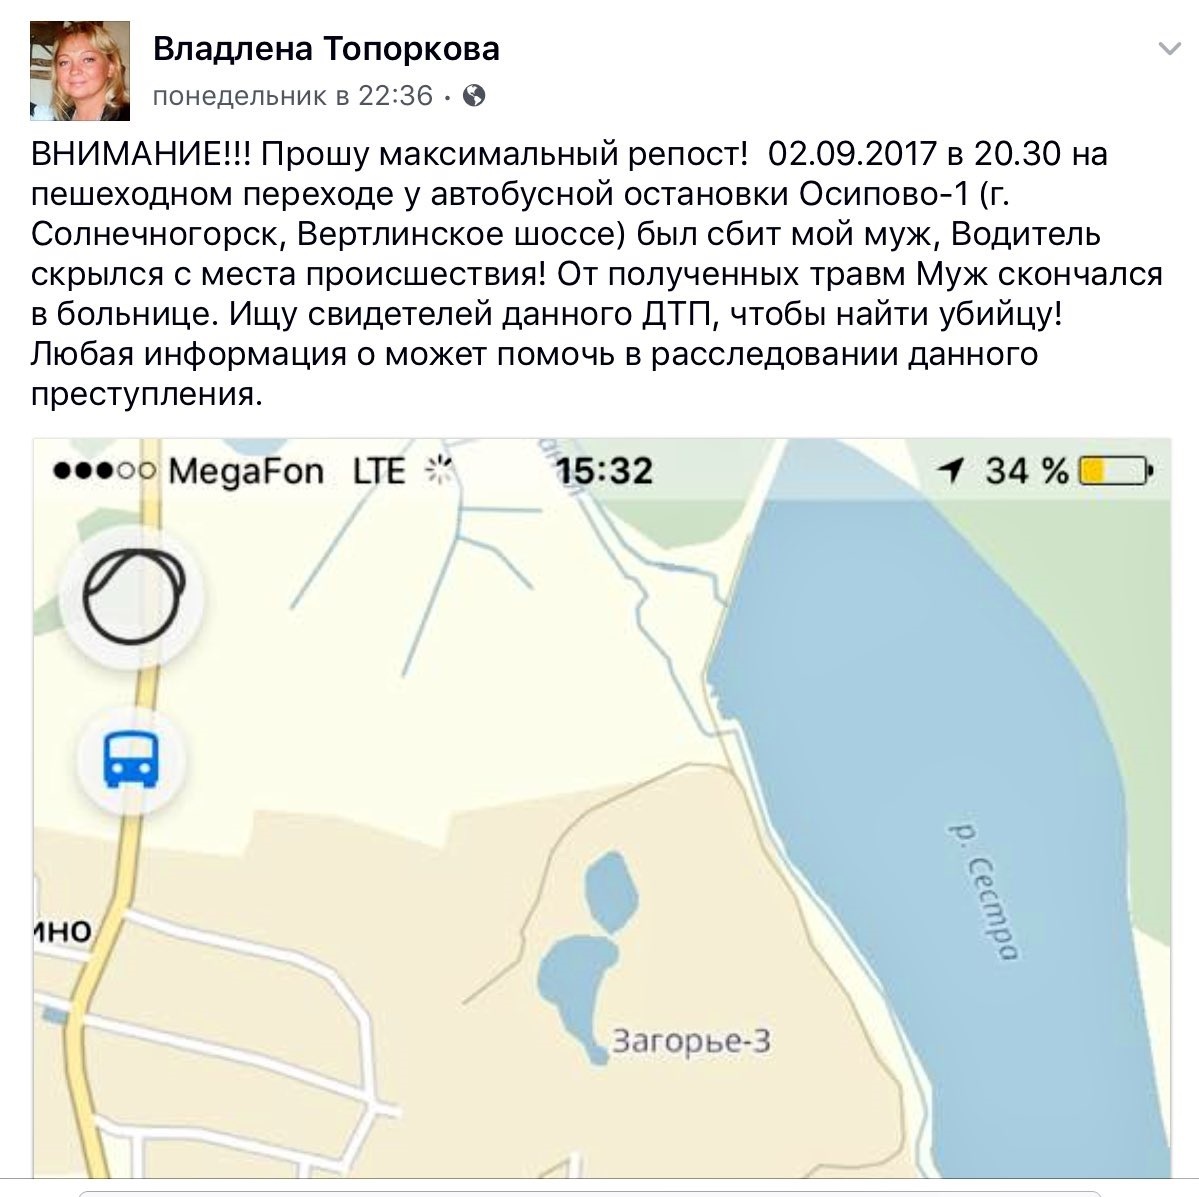 Владлена Топоркова
понедельник в 22:36 ·
ВНИМАНИЕ!!! Прошу максимальный репост!  02.09.2017 в 20.30 на
пешеходном переходе у автобусной остановки Осипово-1 (г.
Солнечногорск, Вертлинское шоссе) был сбит мой муж, Водитель
скрылся с места происшествия! От полученных травм Муж скончался
в больнице. Ищу свидетелей данного ДТП, чтобы найти убийцу!
Любая информация о может помочь в расследовании данного
преступления.
MegaFon LTE 15:32 34 %
р. Сестра
ино
Загорье-3